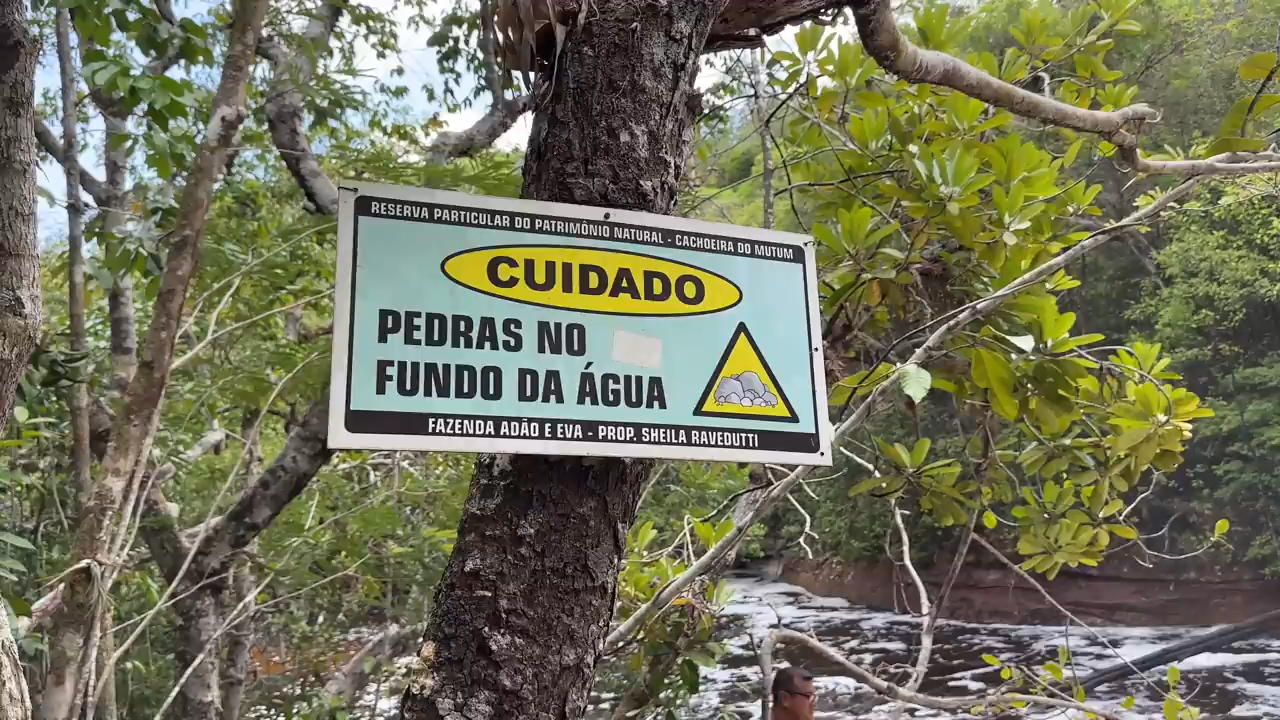 RESERVA PARTICULAR DO PATRIMÔNIO NATURAL - CACHOEIRA DO MUTUM
CUIDADO
PEDRAS NO
FUNDO DA ÁGUA
FAZENDA ADÃO E EVA - PROP. SHEILA RAVEDUTTI